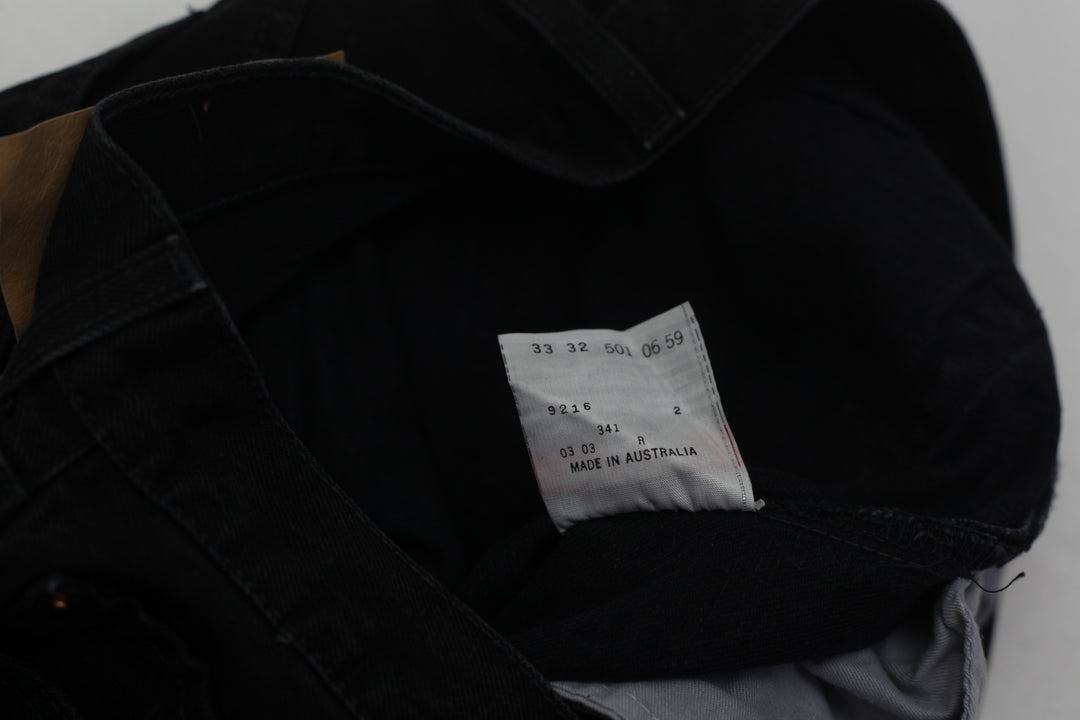 33 32 501 06 59
9216 2
341
03 03 R
MADE IN AUSTRALIA